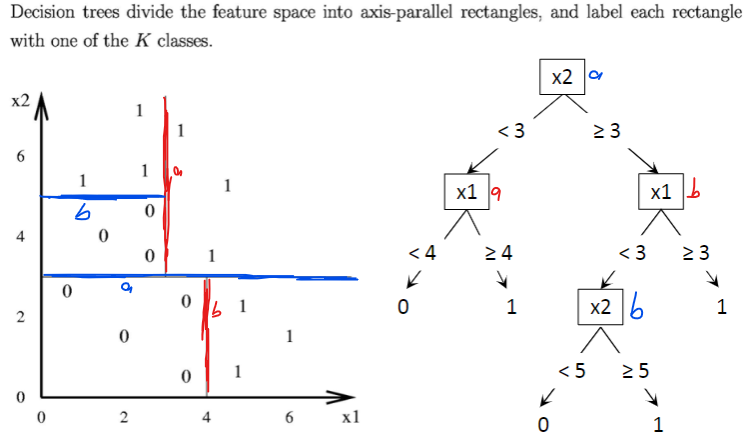 Decision trees divide the feature space into axis-parallel rectangles, and label each rectangle
with one of the K classes.
x2
6
4
2
0
0 2 4 6 x1
1
1
1 1 a
1
b 0
0
0 1
0 a
0 b 1
0 1
0 1
x2 a
< 3 ≥ 3
x1 a x1 b
< 4 ≥ 4 < 3 ≥ 3
0 1 x2 b 1
< 5 ≥ 5
0 1